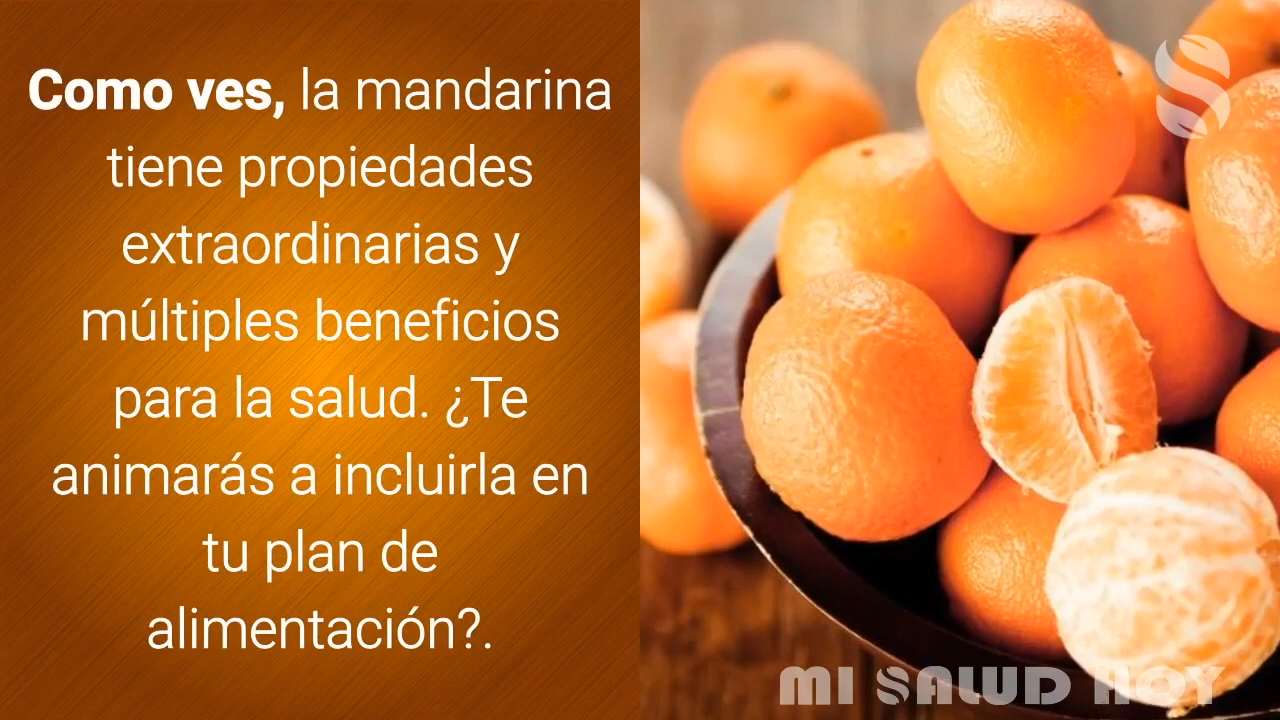 Como ves, la mandarina
tiene propiedades
extraordinarias y
múltiples beneficios
para la salud. ¿Te
animarás a incluirla en
tu plan de
alimentación?.
MI SALUD HOY